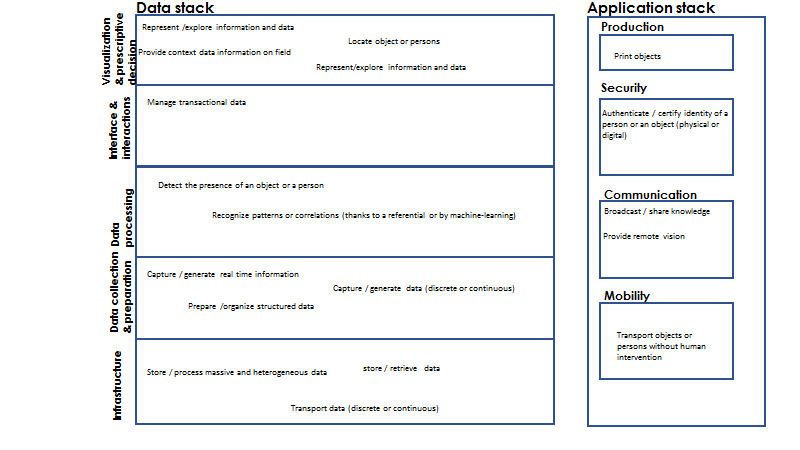 Data stack
Visualization
& prescriptive
decision
Represent /explore information and data
Locate object or persons
Provide context data information on field
Represent/explore information and data
Interface &
interactions
Manage transactional data
Data
processing
Detect the presence of an object or a person
Recognize patterns or correlations (thanks to a referential or by machine-learning)
Data collection
& preparation
Capture / generate real time information
Capture / generate data (discrete or continuous)
Prepare /organize structured data
Infrastructure
Store / process massive and heterogeneous data
store / retrieve data
Transport data (discrete or continuous)
Application stack
Production
Print objects
Security
Authenticate / certify identity of a
person or an object (physical or
digital)
Communication
Broadcast / share knowledge
Provide remote vision
Mobility
Transport objects or
persons without human
intervention